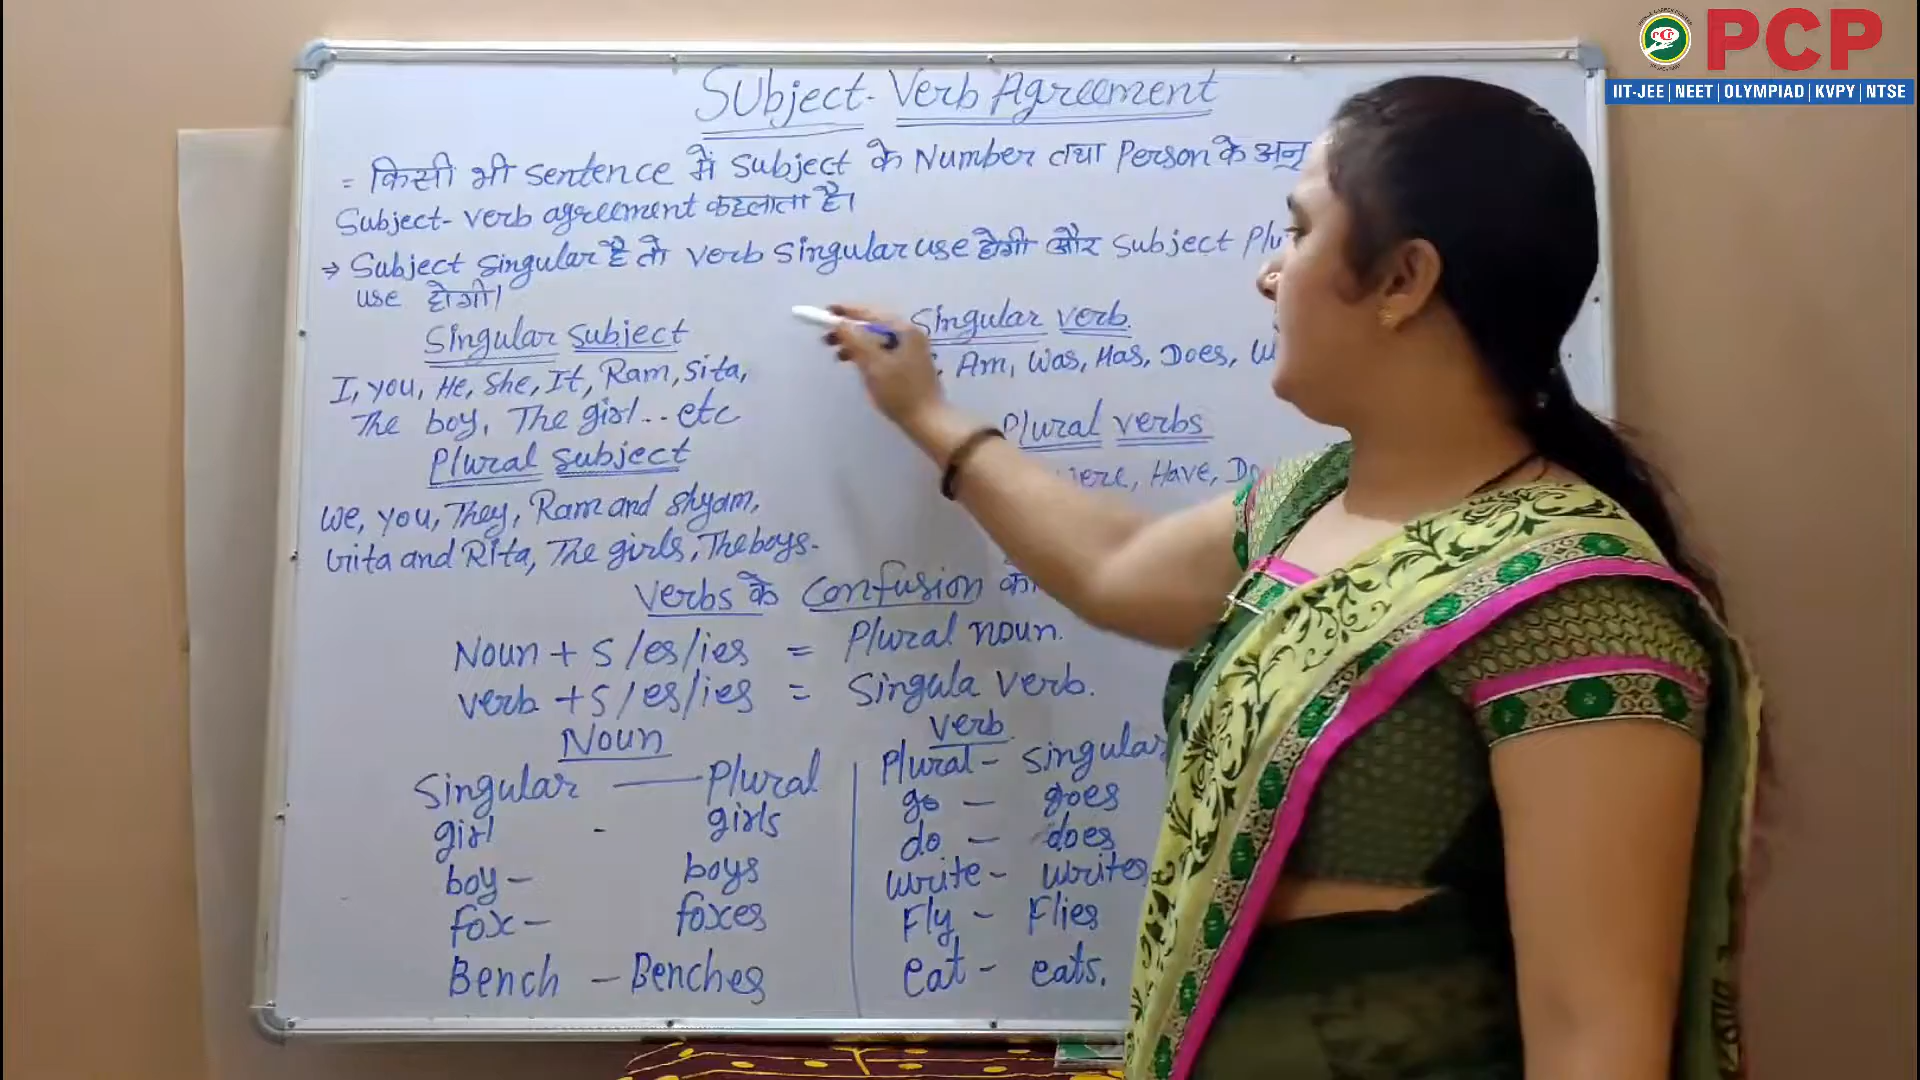 PCP
IIT-JEE | NEET | OLYMPIAD | KVPY | NTSE
Subject-Verb Agreement
= किसी भी Sentence में Subject के Number तथा Person के अनु
Subject-verb agreement कहलाता है।
→ Subject Singular है तो verb Singular use होगी और Subject Plu
use होगी।
Singular Subject
I, you, He, She, It, Ram, Sita,
The boy, The girl... etc
Plural Subject
We, you, They, Ram and Shyam,
Gita and Rita, The girls, The boys.
Singular verb.
Am, Was, Has, Does,
Plural verbs
Have, Do
Verbs के Confusion को
Noun + s/es/ies = Plural noun.
verb + s/es/ies = Singula verb.
Noun
Singular — Plural
girl - girls
boy - boys
fox - foxes
Bench - Benches
Verb
Plural - Singular
go - goes
do - does
write - writes
Fly - Flies
eat - eats.